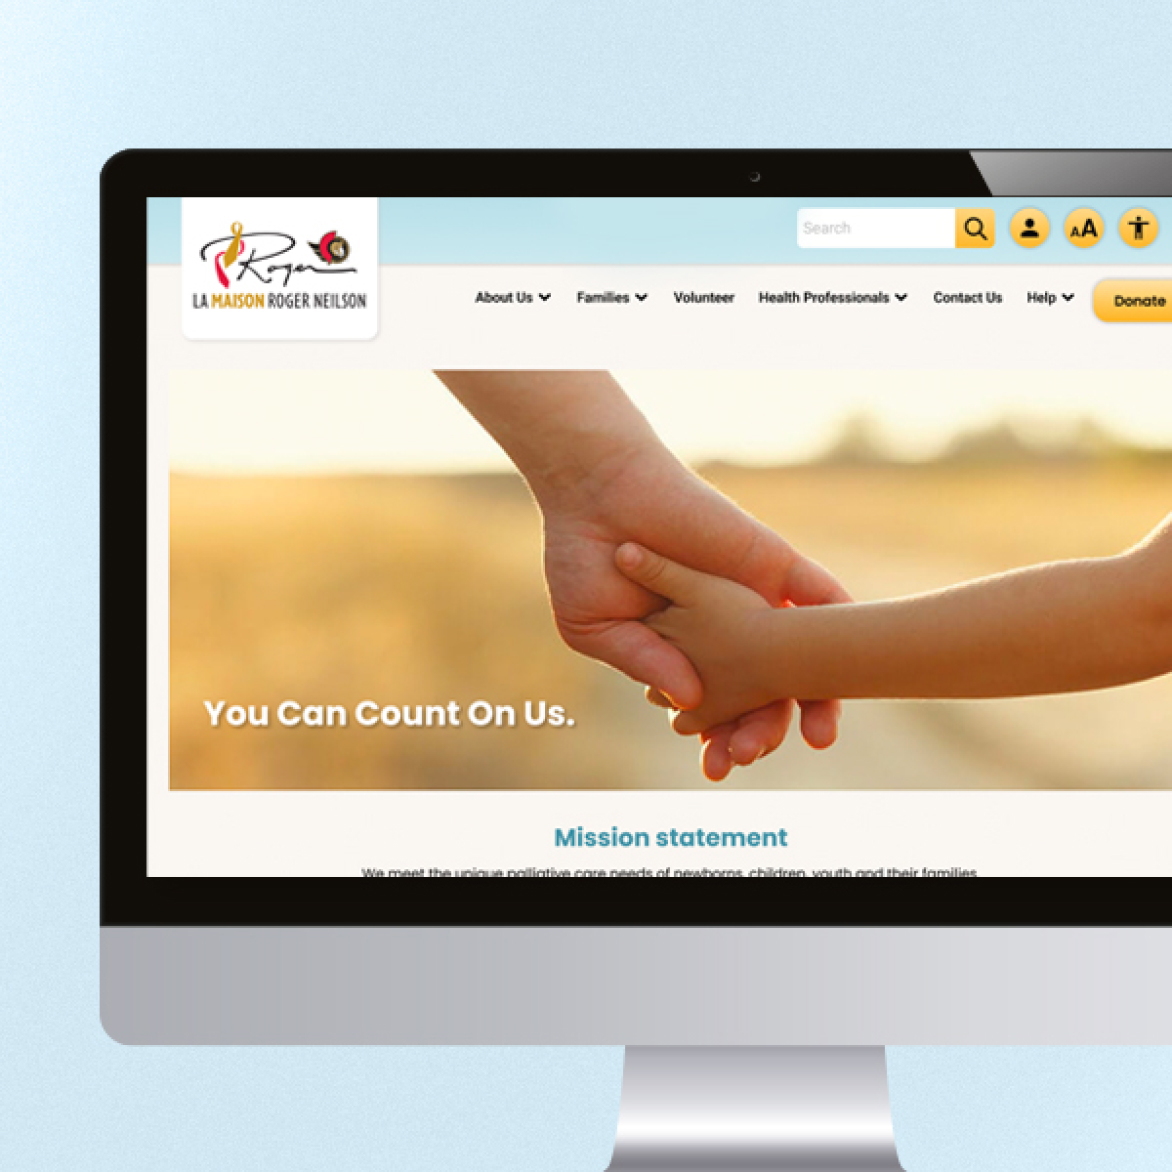 Roger
LA MAISON ROGER NEILSON
Search
AA
About Us
Families
Volunteer
Health Professionals
Contact Us
Help
Donate
You Can Count On Us.
Mission statement
We meet the unique palliative care needs of newborns, children, youth and their families